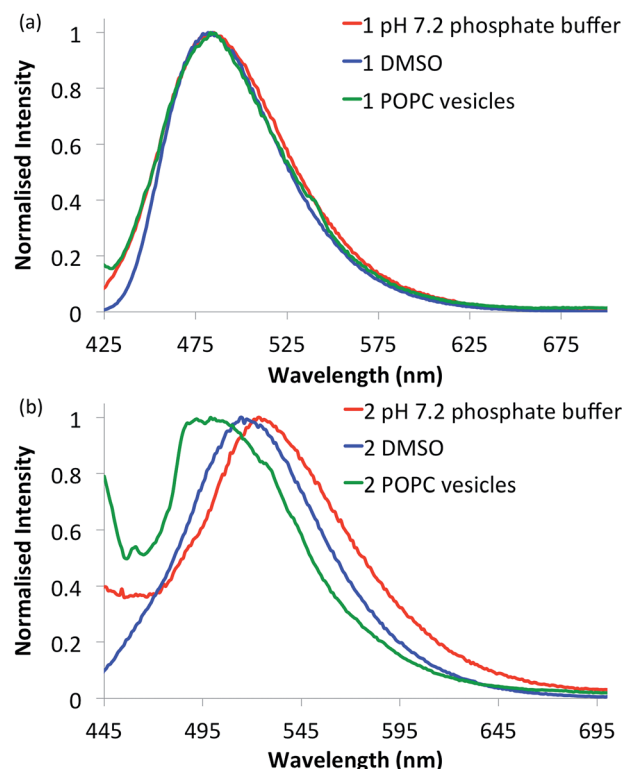 (a)
1 pH 7.2 phosphate buffer
1 DMSO
1 POPC vesicles
Normalised Intensity
1
0.8
0.6
0.4
0.2
0
425 475 525 575 625 675
Wavelength (nm)
(b)
2 pH 7.2 phosphate buffer
2 DMSO
2 POPC vesicles
Normalised Intensity
1
0.8
0.6
0.4
0.2
0
445 495 545 595 645 695
Wavelength (nm)